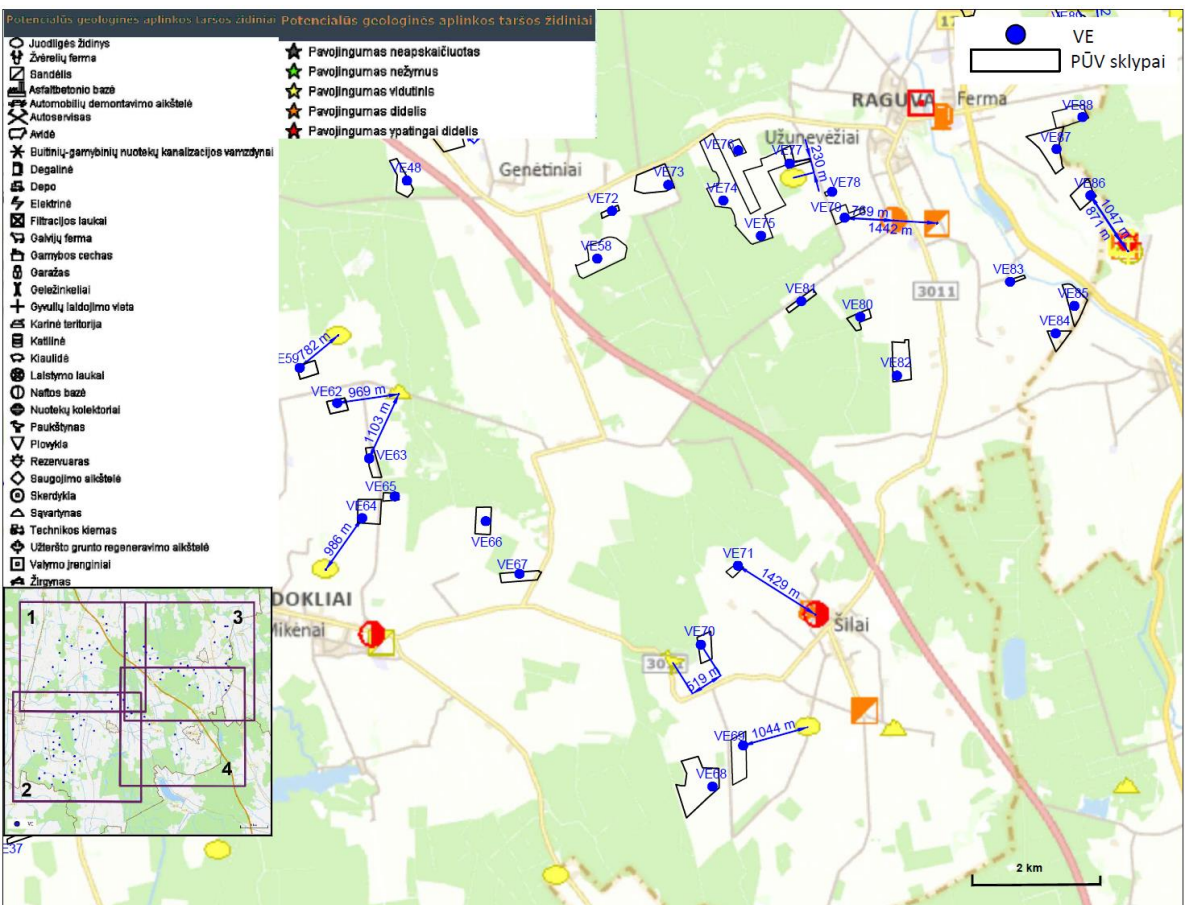 Potencialūs geologinės aplinkos taršos židiniai
Juodligės židinys
Žvėrelių ferma
Sandėlis
Asfaltbetonio bazė
Automobilių demontavimo aikštelė
Autoservisas
Avidė
Buitinių-gamybinių nuotekų kanalizacijos vamzdynai
Degalinė
Depo
Elektrinė
Filtracijos laukai
Galvijų ferma
Gamybos cechas
Garažas
Geležinkeliai
Gyvulių laidojimo vieta
Karinė teritorija
Katilinė
Kiaulidė
Laistymo laukai
Naftos bazė
Nuotekų kolektoriai
Paukštynas
Plovykla
Rezervuaras
Saugojimo aikštelė
Skerdykla
Sąvartynas
Technikos kiemas
Užteršto grunto regeneravimo aikštelė
Valymo įrenginiai
Žirgynas
Potencialūs geologinės aplinkos taršos židiniai
Pavojingumas neapskaičiuotas
Pavojingumas nežymus
Pavojingumas vidutinis
Pavojingumas didelis
Pavojingumas ypatingai didelis
VE
PŪV sklypai
VE89
RAGUVA
Ferma
VE88
VE87
Užunevėžiai
VE76
VE77
230 m
VE48
Genėtiniai
VE73
VE72
VE74
VE78
VE79
759 m
1442 m
VE86
1047 m
871 m
VE75
VE58
VE83
3011
VE81
VE80
VE85
VE84
VE82
E59
782 m
VE62
969 m
1103 m
VE63
VE65
VE64
986 m
VE66
VE67
VE71
1429 m
DOKLIAI
Mikėnai
Šilai
VE70
519 m
VE69
1044 m
VE68
1
3
2
4
VE
E37
2 km